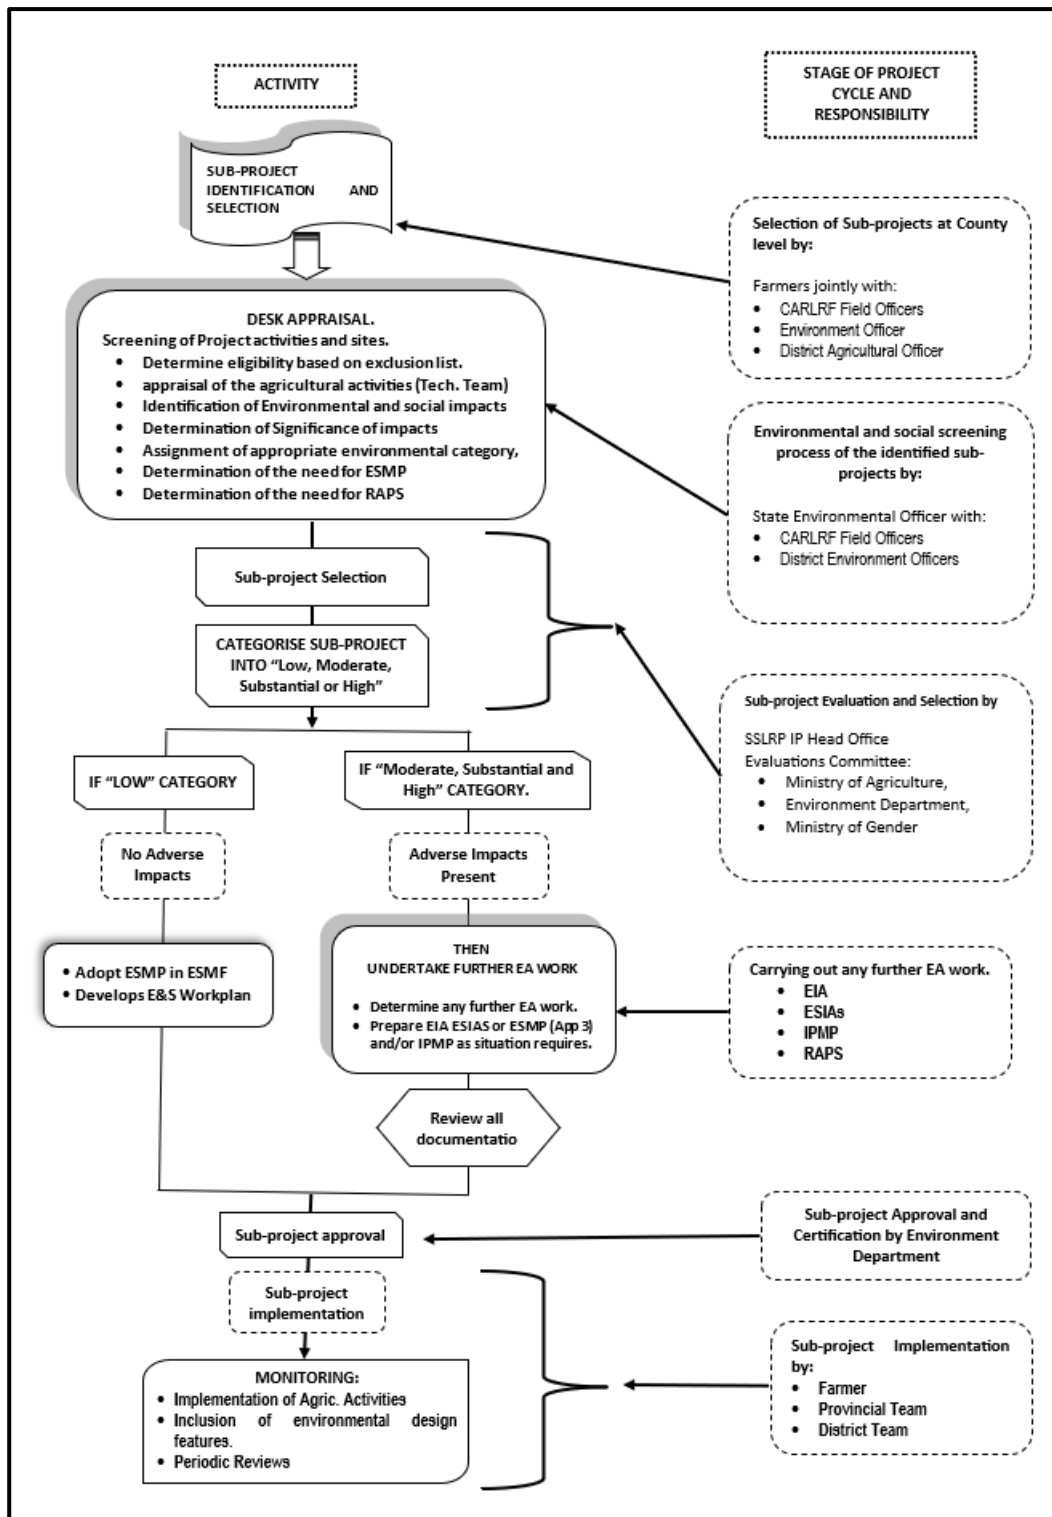 ACTIVITY
STAGE OF PROJECT
CYCLE AND
RESPONSIBILITY
SUB-PROJECT
IDENTIFICATION AND
SELECTION
Selection of Sub-projects at County
level by:
Farmers jointly with:
• CARLRF Field Officers
• Environment Officer
• District Agricultural Officer
DESK APPRAISAL.
Screening of Project activities and sites.
• Determine eligibility based on exclusion list.
• appraisal of the agricultural activities (Tech. Team)
• Identification of Environmental and social impacts
• Determination of Significance of impacts
• Assignment of appropriate environmental category,
• Determination of the need for ESMP
• Determination of the need for RAPS
Environmental and social screening
process of the identified sub-
projects by:
State Environmental Officer with:
• CARLRF Field Officers
• District Environment Officers
Sub-project Selection
CATEGORISE SUB-PROJECT
INTO “Low, Moderate,
Substantial or High”
Sub-project Evaluation and Selection by
SSLRP IP Head Office
Evaluations Committee:
• Ministry of Agriculture,
• Environment Department,
• Ministry of Gender
IF “LOW” CATEGORY
IF “Moderate, Substantial and
High” CATEGORY.
No Adverse
Impacts
Adverse Impacts
Present
• Adopt ESMP in ESMF
• Develops E&S Workplan
THEN
UNDERTAKE FURTHER EA WORK
• Determine any further EA work.
• Prepare EIA ESIAS or ESMP (App 3)
and/or IPMP as situation requires.
Carrying out any further EA work.
• EIA
• ESIAs
• IPMP
• RAPS
Review all
documentatio
Sub-project approval
Sub-project Approval and
Certification by Environment
Department
Sub-project
implementation
MONITORING:
• Implementation of Agric. Activities
• Inclusion of environmental design
features.
• Periodic Reviews
Sub-project Implementation
by:
• Farmer
• Provincial Team
• District Team